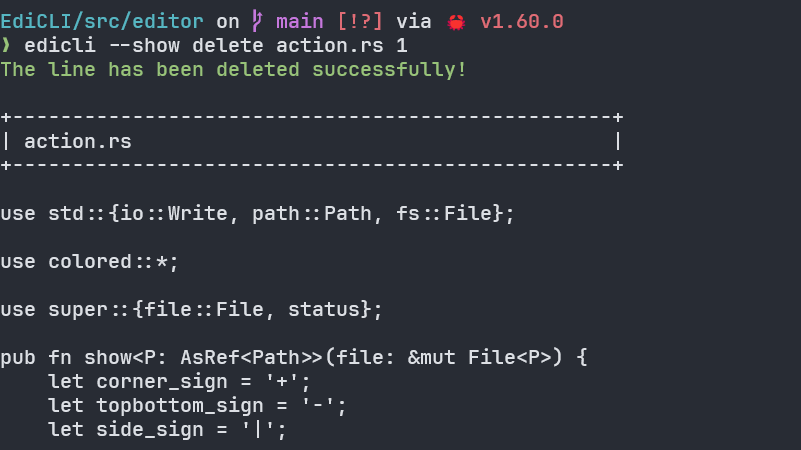 EdiCLI/src/editor on main [!?] via 🦀 v1.60.0
❱ edicli --show delete action.rs 1
The line has been deleted successfully!
+--------------------------------------------------+
| action.rs                                        |
+--------------------------------------------------+
use std::{io::Write, path::Path, fs::File};
use colored::*;
use super::{file::File, status};
pub fn show<P: AsRef<Path>>(file: &mut File<P>) {
    let corner_sign = '+';
    let topbottom_sign = '-';
    let side_sign = '|';